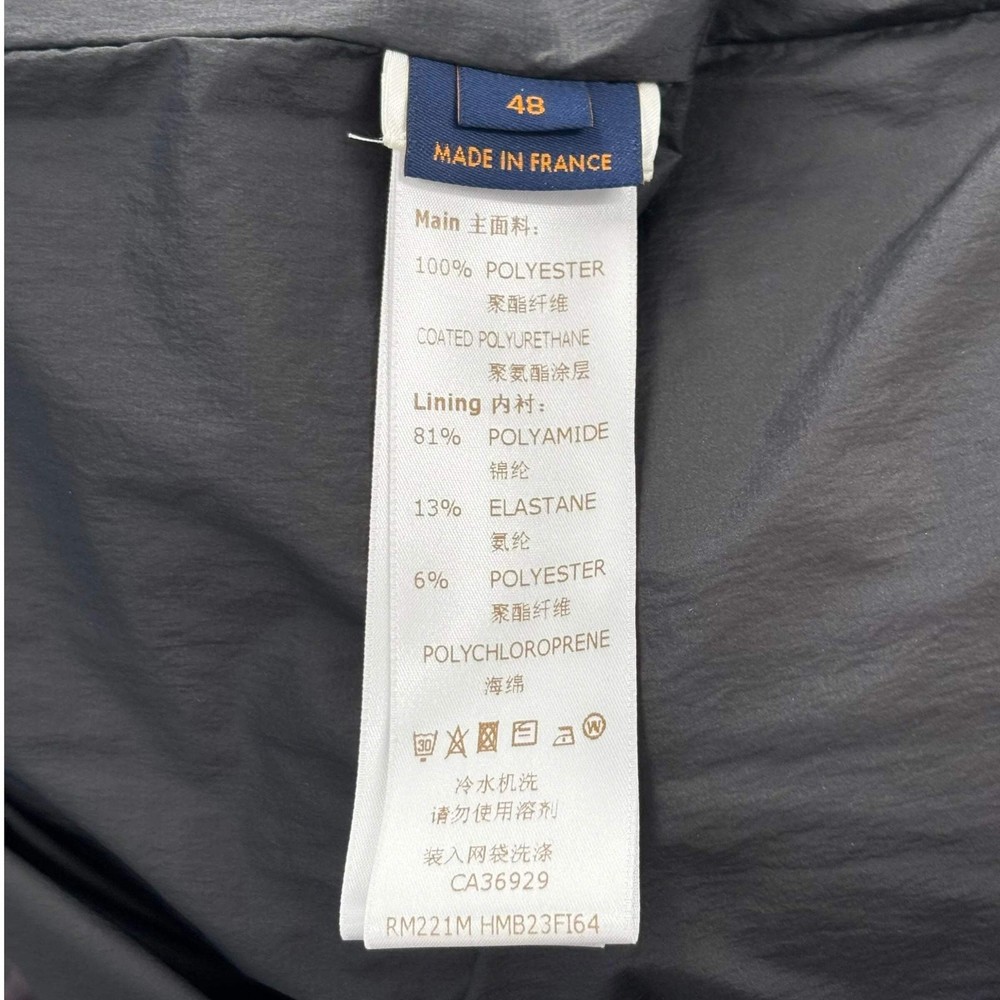 48
MADE IN FRANCE
Main 主面料:
100% POLYESTER
聚酯纤维
COATED POLYURETHANE
聚氨酯涂层
Lining 内衬:
81% POLYAMIDE
锦纶
13% ELASTANE
氨纶
6% POLYESTER
聚酯纤维
POLYCHLOROPRENE
海绵
30 W
冷水机洗
请勿使用溶剂
装入网袋洗涤
CA36929
RM221M HMB23FI64